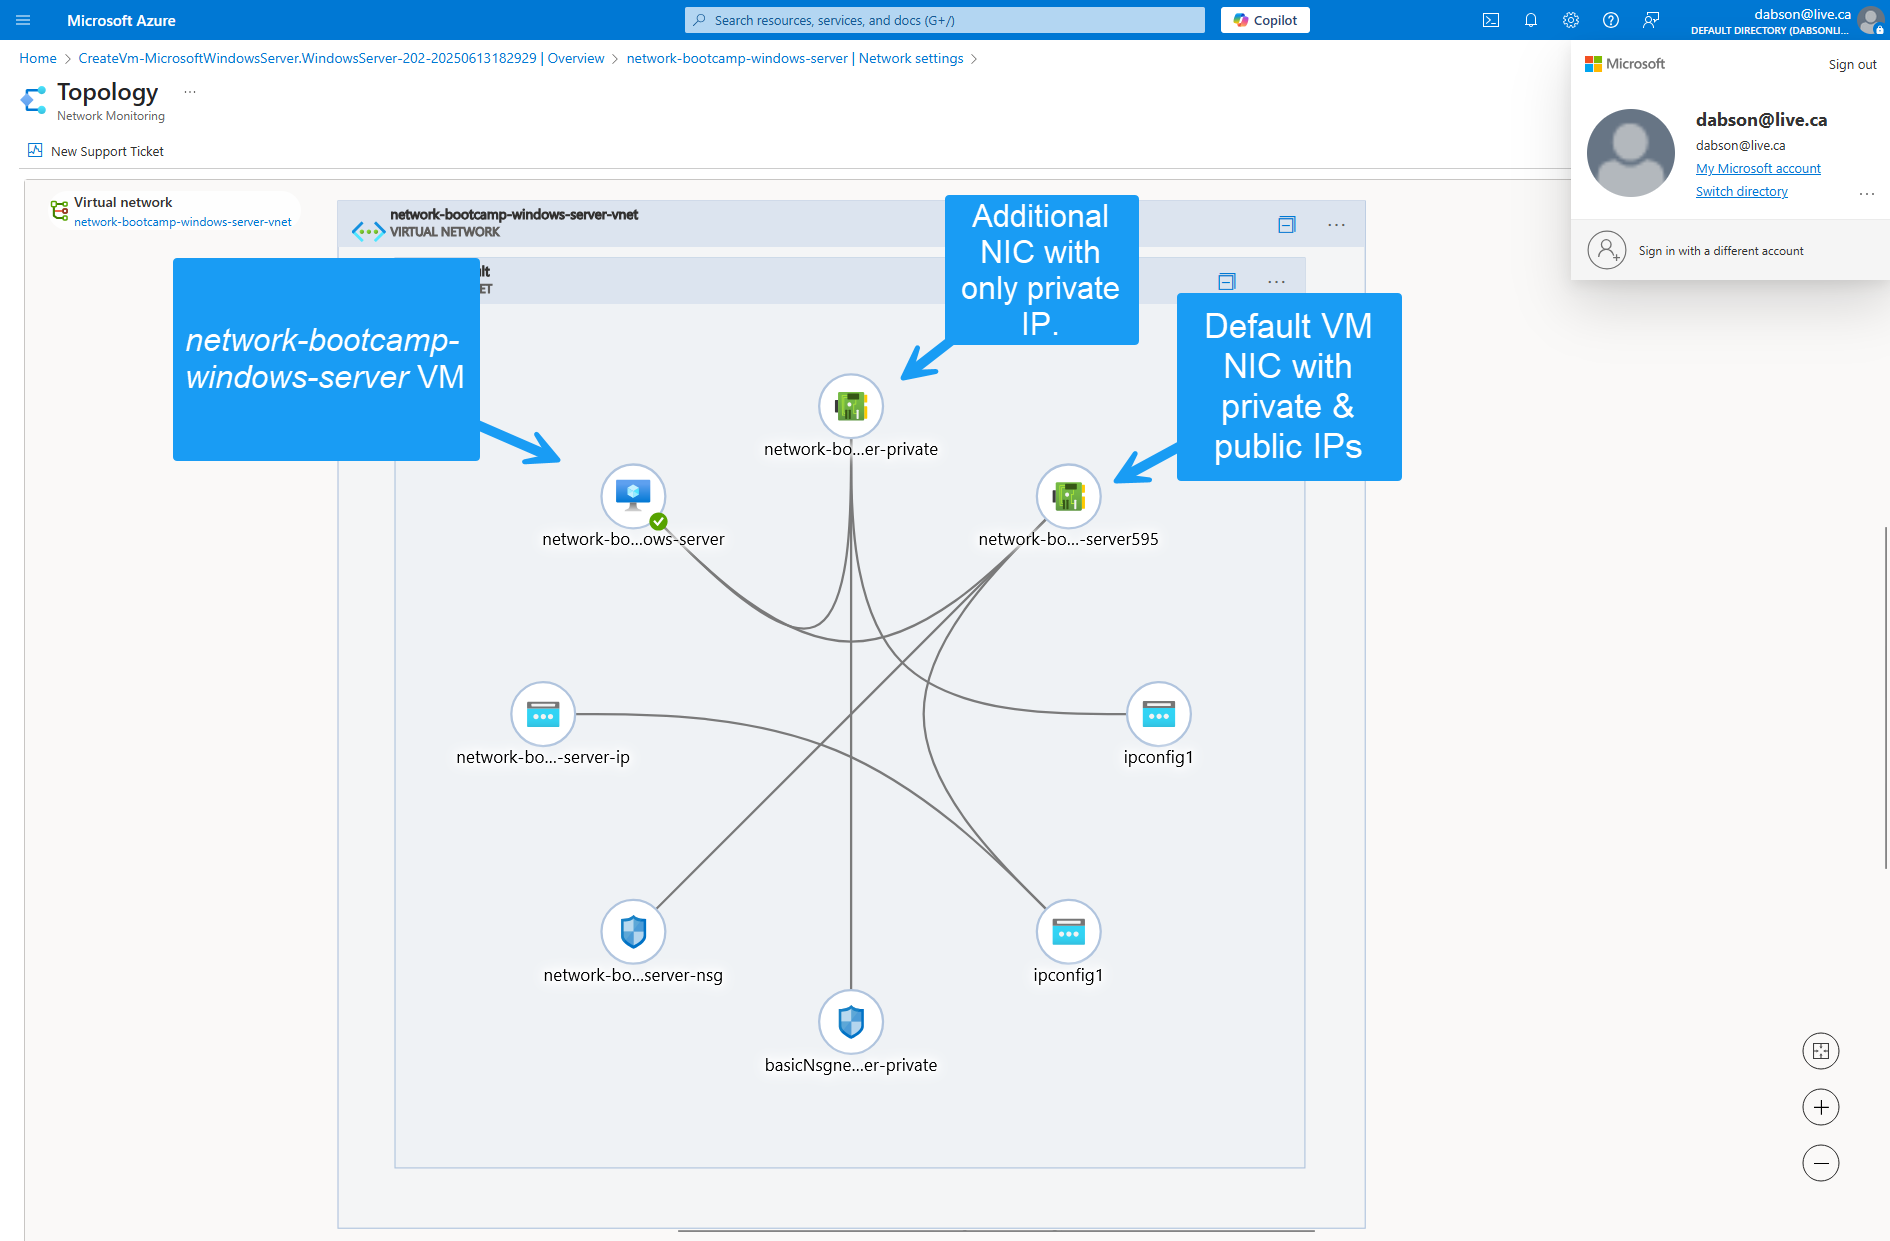 Microsoft Azure
Search resources, services, and docs (G+/)
Copilot
dabson@live.ca
DEFAULT DIRECTORY (DABSONLI...
Home > CreateVm-MicrosoftWindowsServer.WindowsServer-202-20250613182929 | Overview > network-bootcamp-windows-server | Network settings >
Topology ...
Network Monitoring
New Support Ticket
Microsoft
Sign out
dabson@live.ca
dabson@live.ca
My Microsoft account
Switch directory
...
Sign in with a different account
Virtual network
network-bootcamp-windows-server-vnet
network-bootcamp-windows-server-vnet
VIRTUAL NETWORK
...
lt
ET
...
Additional
NIC with
only private
IP.
network-bootcamp-
windows-server VM
Default VM
NIC with
private &
public IPs
network-bo...er-private
network-bo...ows-server
network-bo...-server595
network-bo...-server-ip
ipconfig1
network-bo...server-nsg
ipconfig1
basicNsgne...er-private